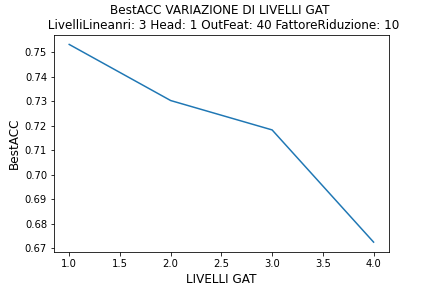 BestACC VARIAZIONE DI LIVELLI GAT
LivelliLineanri: 3 Head: 1 OutFeat: 40 FattoreRiduzione: 10
BestACC
0.75
0.74
0.73
0.72
0.71
0.70
0.69
0.68
0.67
1.0 1.5 2.0 2.5 3.0 3.5 4.0
LIVELLI GAT